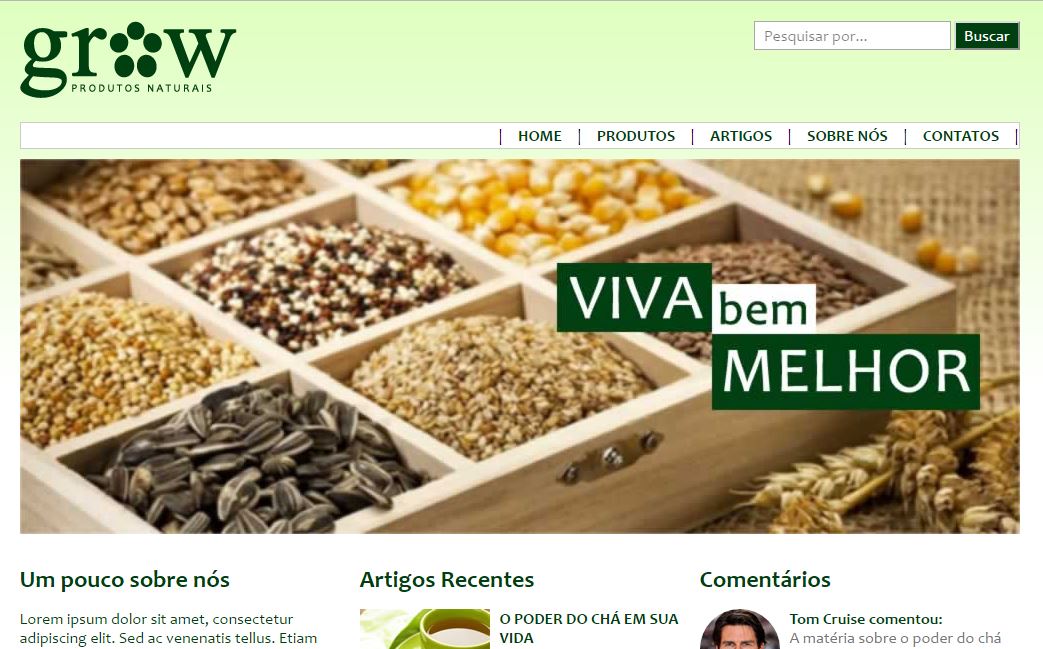 grow
PRODUTOS NATURAIS
Pesquisar por...
Buscar
| HOME | PRODUTOS | ARTIGOS | SOBRE NÓS | CONTATOS |
VIVA
bem
MELHOR
Um pouco sobre nós
Lorem ipsum dolor sit amet, consectetur
adipiscing elit. Sed ac venenatis tellus. Etiam
Artigos Recentes
O PODER DO CHÁ EM SUA
VIDA
Comentários
Tom Cruise comentou:
A matéria sobre o poder do chá